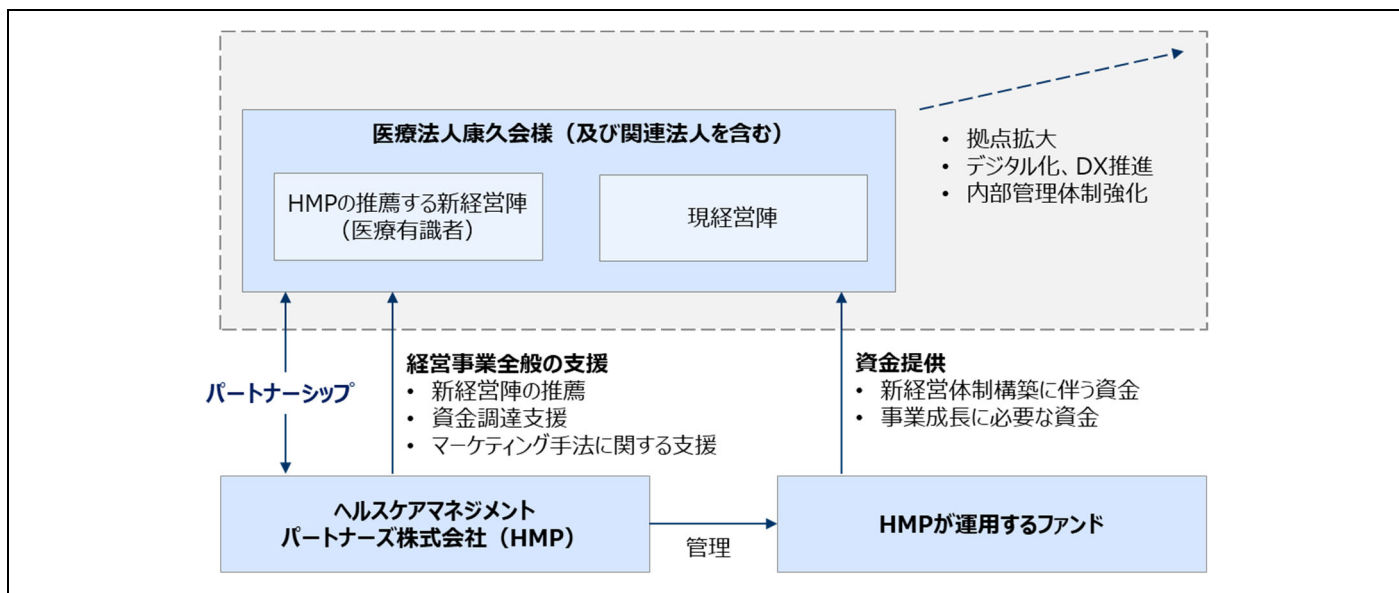 医療法人康久会様（及び関連法人を含む）
HMPの推薦する新経営陣
（医療有識者）
現経営陣
• 拠点拡大
• デジタル化、DX推進
• 内部管理体制強化
パートナーシップ
経営事業全般の支援
• 新経営陣の推薦
• 資金調達支援
• マーケティング手法に関する支援
資金提供
• 新経営体制構築に伴う資金
• 事業成長に必要な資金
ヘルスケアマネジメント
パートナーズ株式会社（HMP）
管理
HMPが運用するファンド